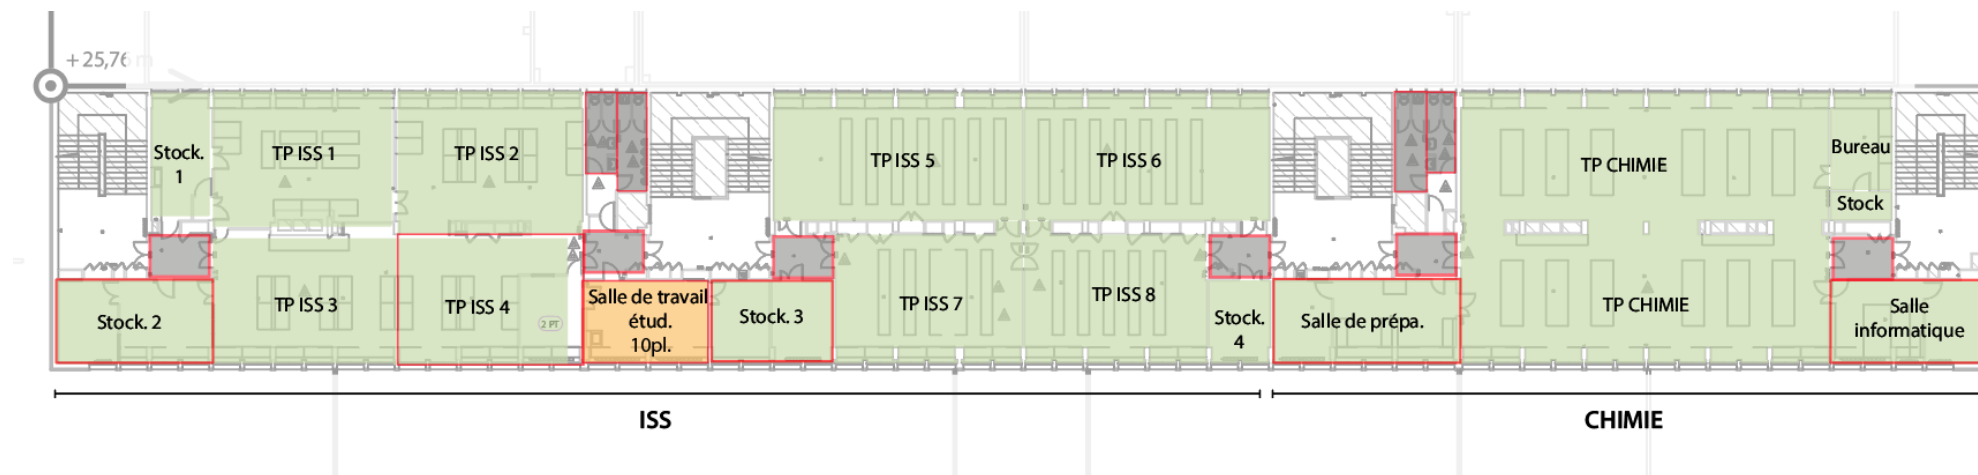 +25,76 m
Stock.
1
TP ISS 1
TP ISS 2
TP ISS 5
TP ISS 6
TP CHIMIE
Bureau
Stock
Stock. 2
TP ISS 3
TP ISS 4
2 PT
Salle de travail
étud.
10pl.
Stock. 3
TP ISS 7
TP ISS 8
Stock.
4
Salle de prépa.
TP CHIMIE
Salle
informatique
ISS
CHIMIE